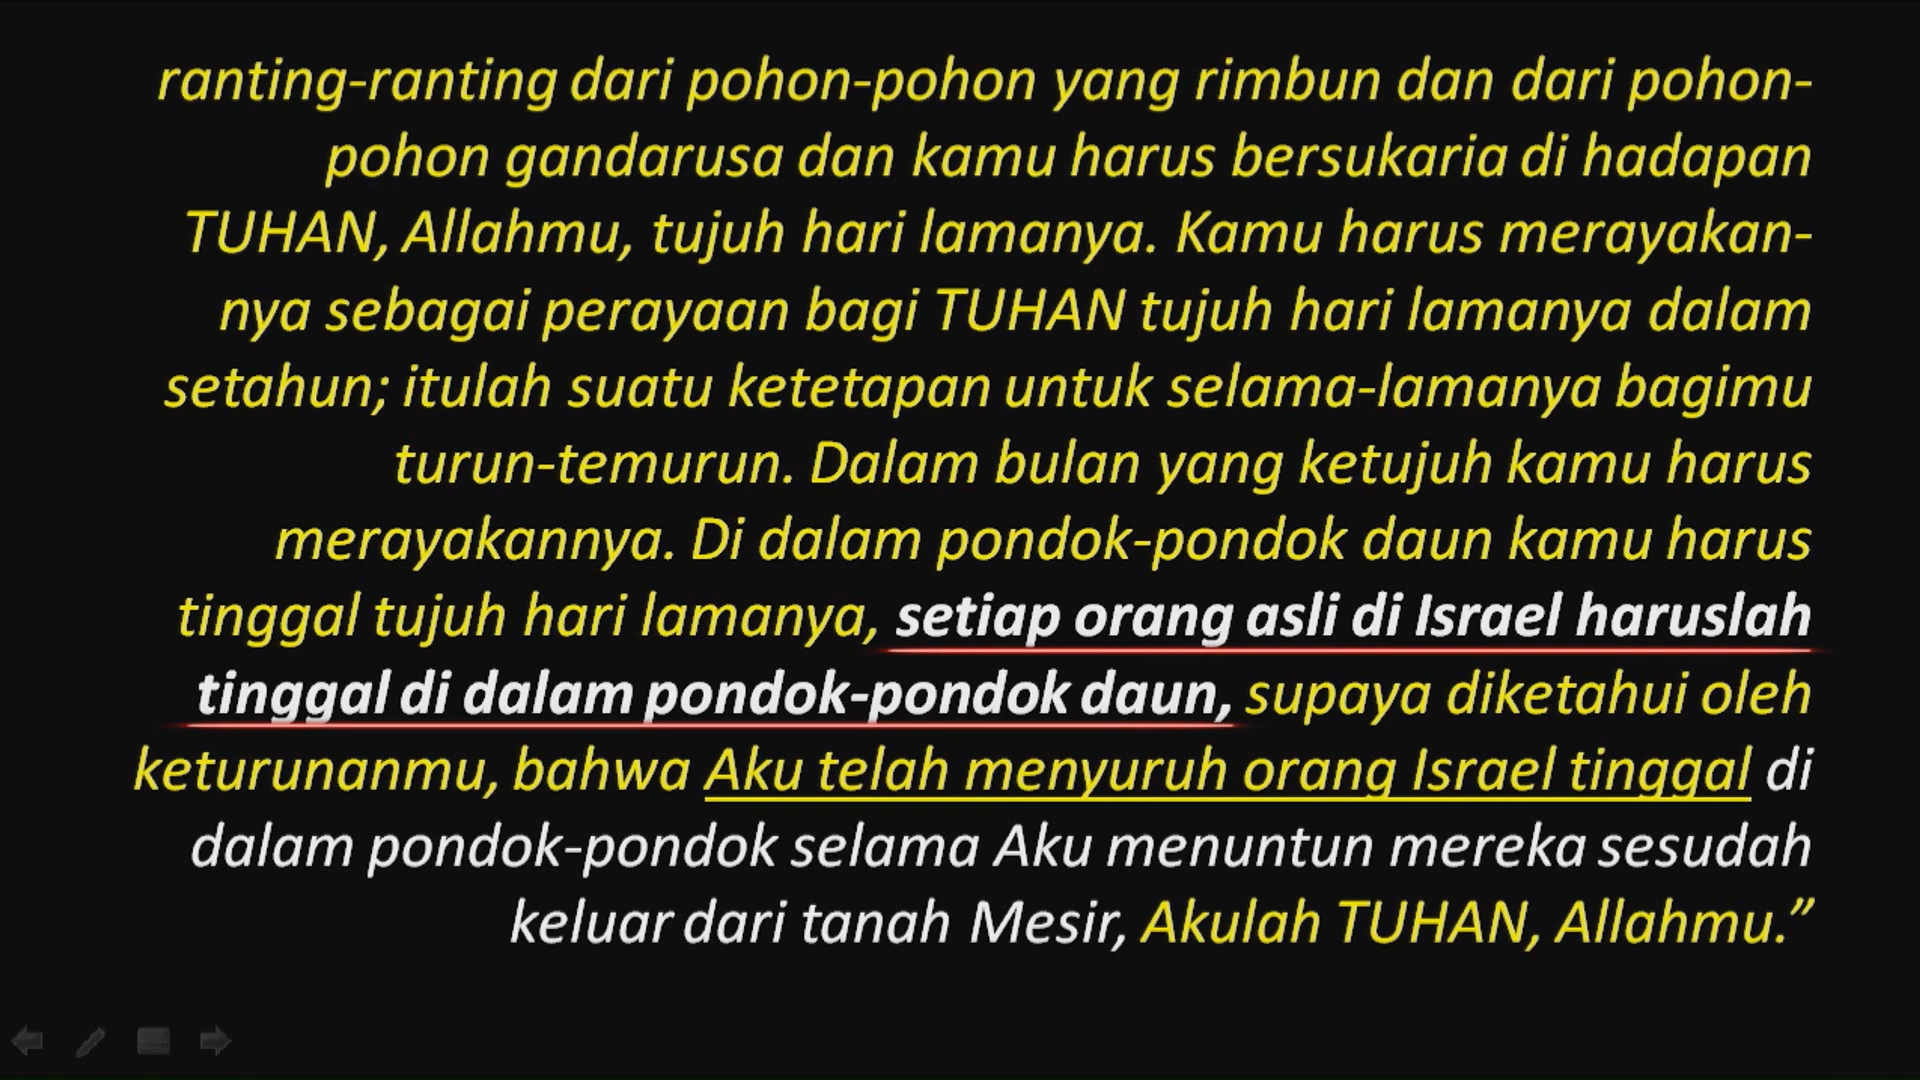 ranting-ranting dari pohon-pohon yang rimbun dan dari pohon-
pohon gandarusa dan kamu harus bersukaria di hadapan
TUHAN, Allahmu, tujuh hari lamanya. Kamu harus merayakan-
nya sebagai perayaan bagi TUHAN tujuh hari lamanya dalam
setahun; itulah suatu ketetapan untuk selama-lamanya bagimu
turun-temurun. Dalam bulan yang ketujuh kamu harus
merayakannya. Di dalam pondok-pondok daun kamu harus
tinggal tujuh hari lamanya, setiap orang asli di Israel haruslah
tinggal di dalam pondok-pondok daun, supaya diketahui oleh
keturunanmu, bahwa Aku telah menyuruh orang Israel tinggal di
dalam pondok-pondok selama Aku menuntun mereka sesudah
keluar dari tanah Mesir, Akulah TUHAN, Allahmu.”